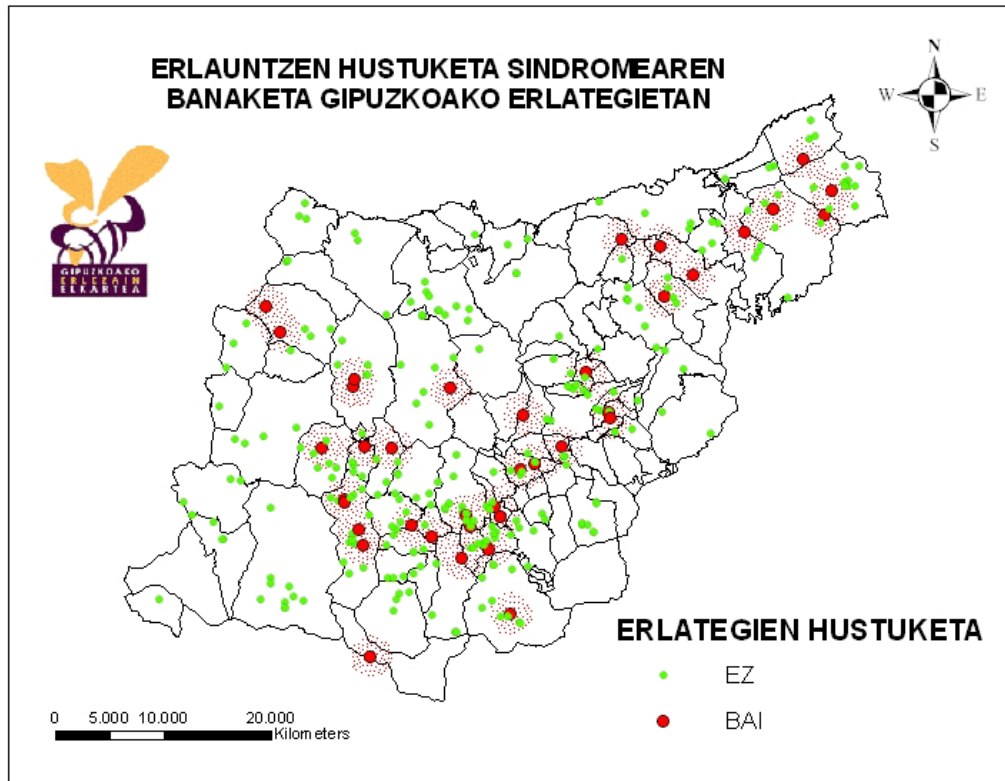 ERLAUNTZEN HUSTUKETA SINDROMEAREN
BANAKETA GIPUZKOAKO ERLATEGIETAN
N
W E
S
GIPUZKOAKO
ERLEZAIN
ELKARTEA
ERLATEGIEN HUSTUKETA
EZ
BAI
0 5.000 10.000 20.000
Kilometers